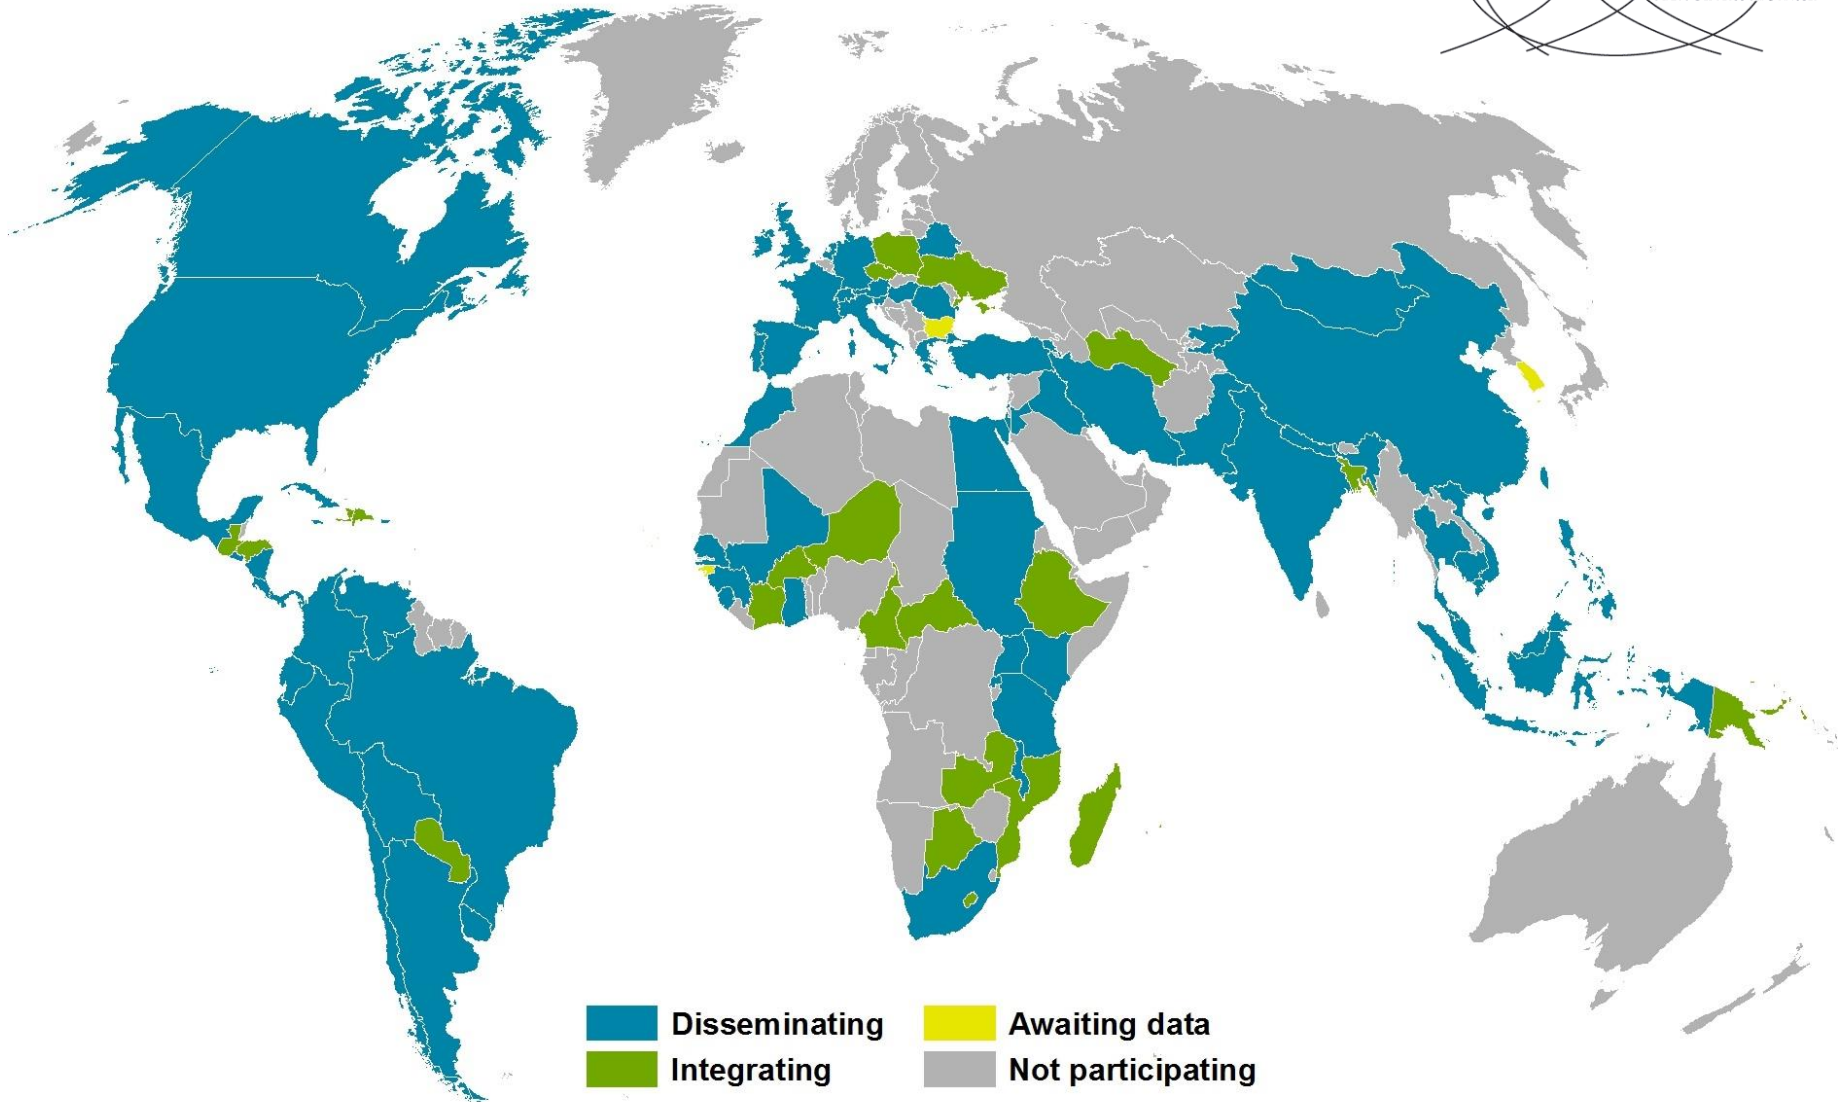 Disseminating
Awaiting data
Integrating
Not participating